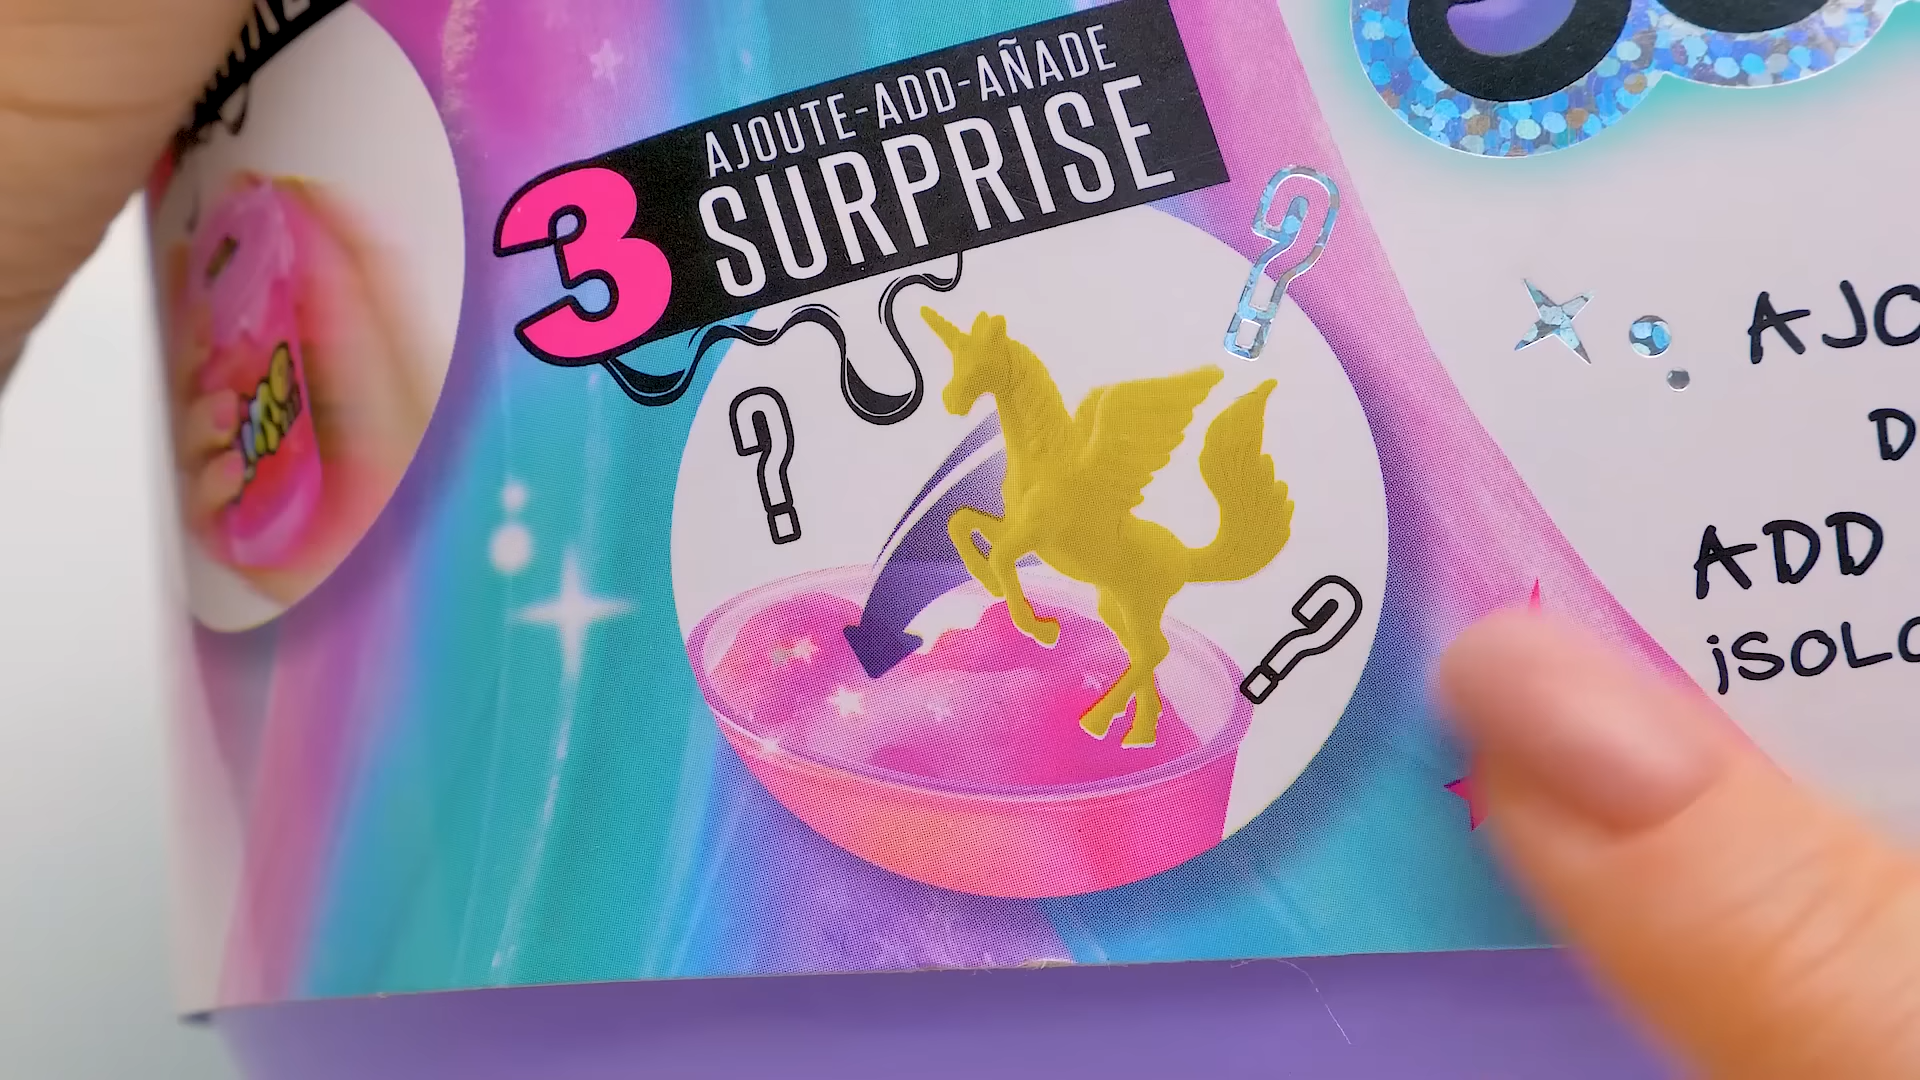 3
AJOUTE-ADD-AÑADE
SURPRISE
?
?
?
AJO
D
ADD
¡SOLO